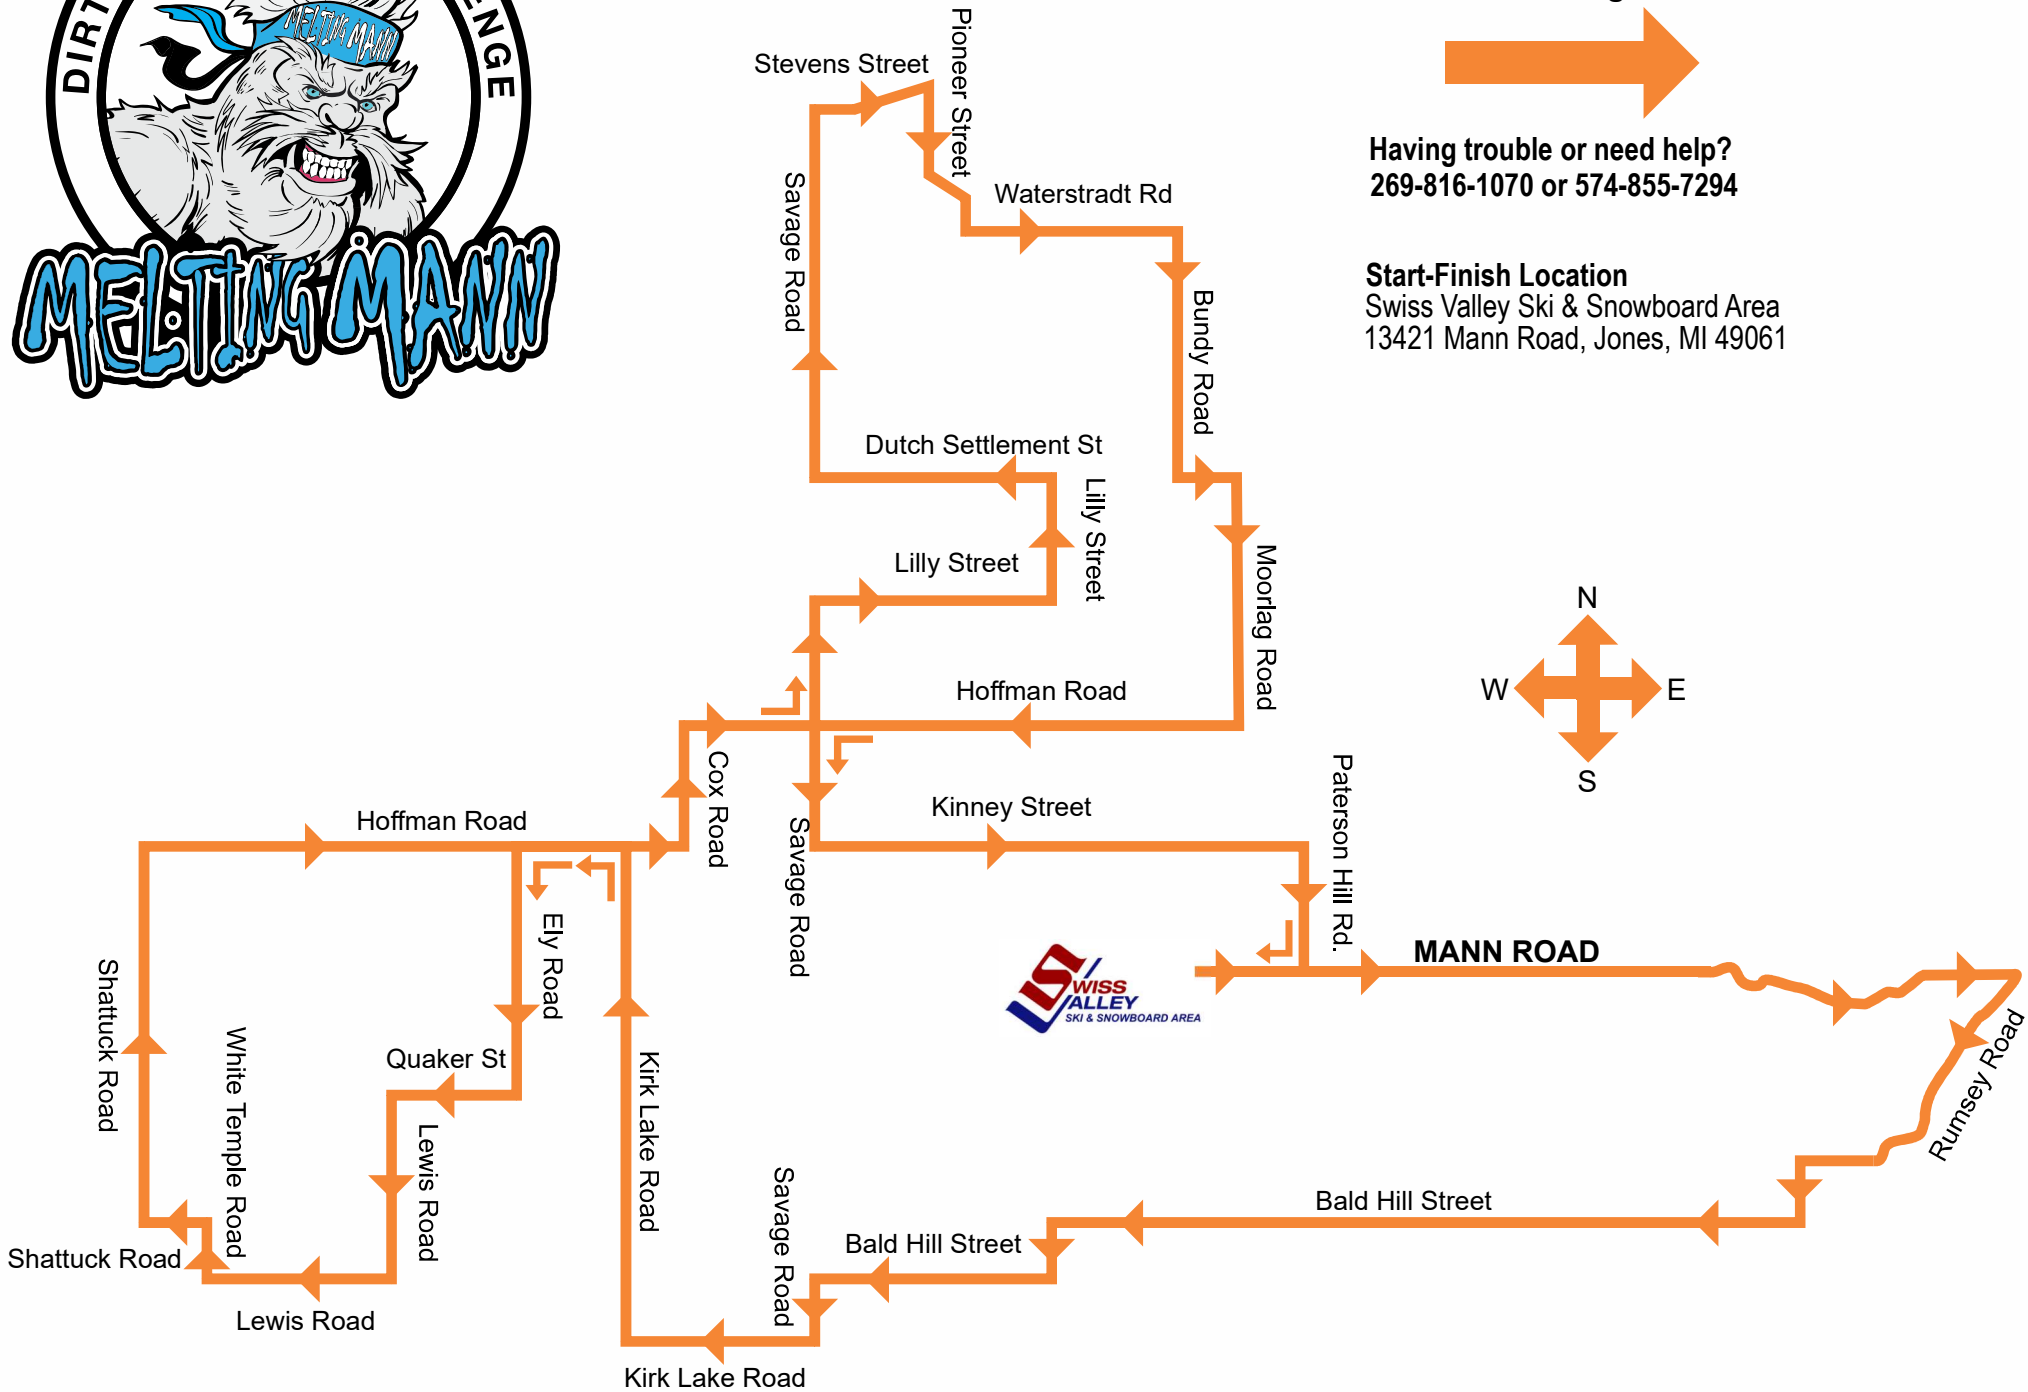 MELTING MANN
MELTING MANN
Having trouble or need help?
269-816-1070 or 574-855-7294
Start-Finish Location
Swiss Valley Ski & Snowboard Area
13421 Mann Road, Jones, MI 49061
Pioneer Street
Stevens Street
Waterstradt Rd
Savage Road
Bundy Road
Dutch Settlement St
Lilly Street
Lilly Street
Moorlag Road
Hoffman Road
N
W
E
S
Cox Road
Kinney Street
Paterson Hill Rd.
Hoffman Road
Savage Road
Ely Road
MANN ROAD
SWISS
VALLEY
SKI & SNOWBOARD AREA
Shattuck Road
White Temple Road
Quaker St
Kirk Lake Road
Rumsey Road
Lewis Road
Savage Road
Bald Hill Street
Bald Hill Street
Shattuck Road
Lewis Road
Kirk Lake Road